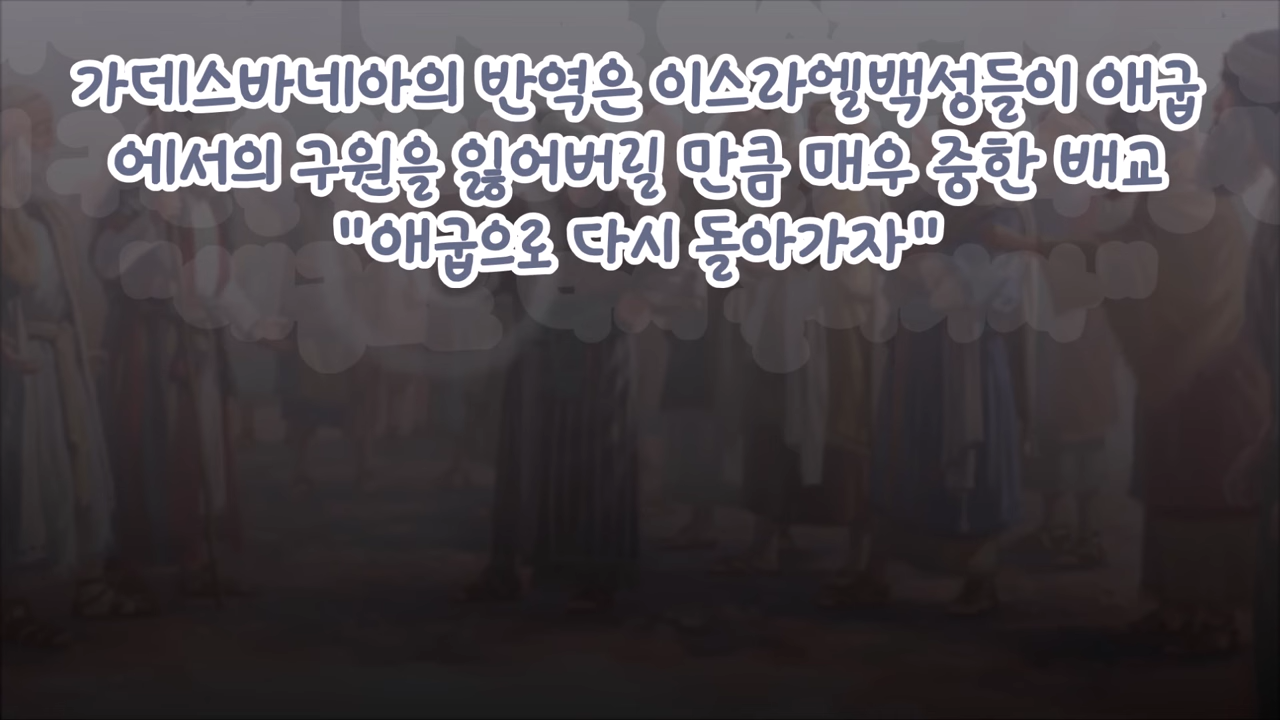 가데스바네아의 반역은 이스라엘백성들이 애굽
에서의 구원을 잃어버릴 만큼 매우 중한 배교
"애굽으로 다시 돌아가자"